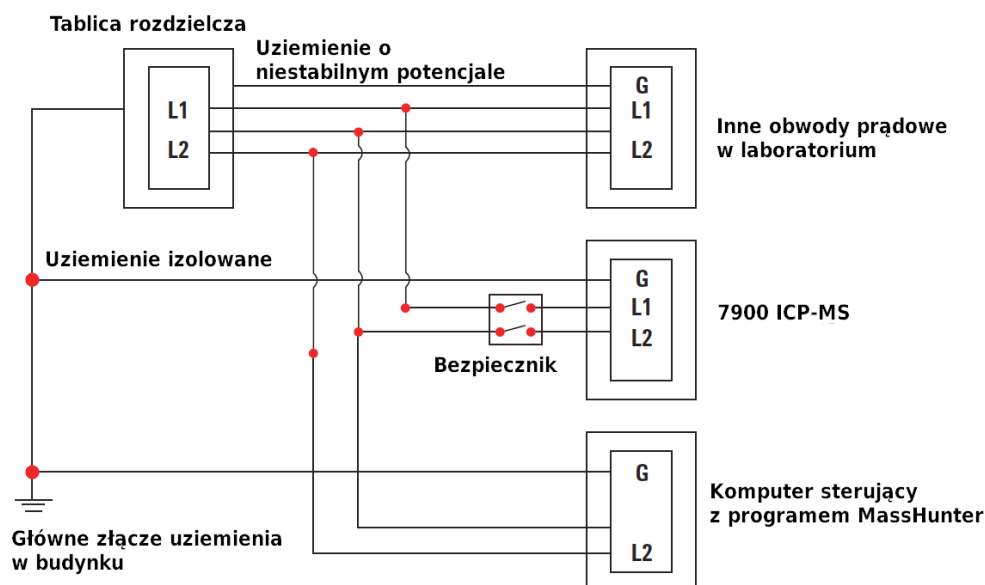 Tablica rozdzielcza
Uziemienie o
niestabilnym potencjale
L1
L2
G
L1
L2
Inne obwody prądowe
w laboratorium
Uziemienie izolowane
G
L1
L2
7900 ICP-MS
Bezpiecznik
G
L2
Komputer sterujący
z programem MassHunter
Główne złącze uziemienia
w budynku